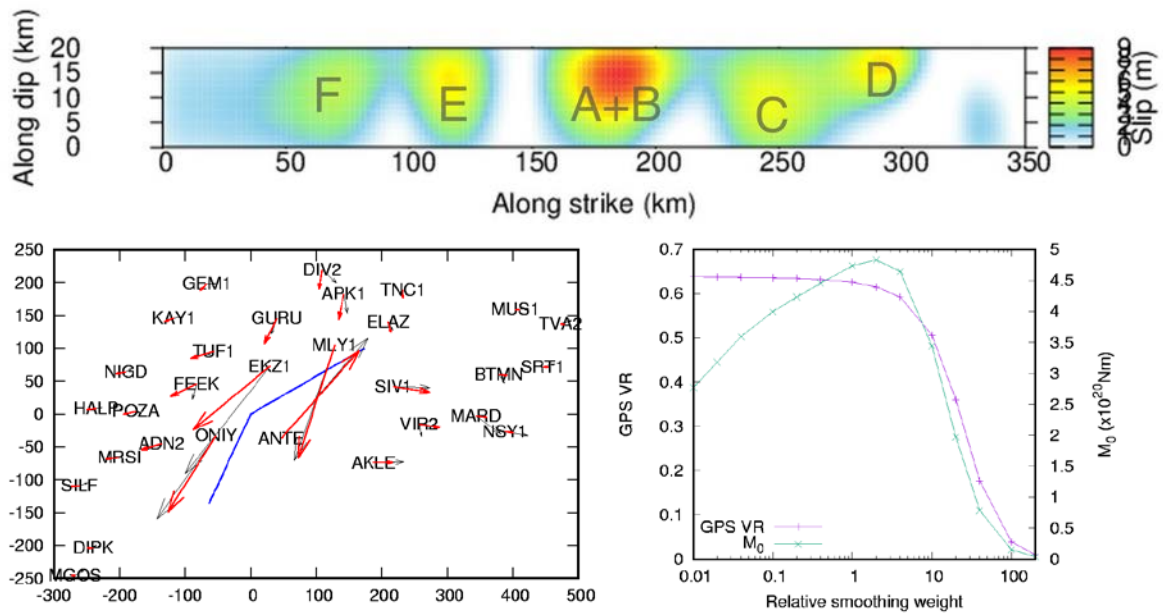 Along dip (km)
20
15
10
5
0
F
E
A+B
C
D
0 50 100 150 200 250 300 350
Along strike (km)
9
8
0
Slip (m)
250
200
150
100
50
0
-50
-100
-150
-200
-250
DIV2
GEM1
APK1
TNC1
KAY1
GURU
ELAZ
MUS1
TVA2
TUF1
EKZ1
MLY1
NIGD
FEEK
SIV1
BTMN
SRT1
HALP
POZA
VIR2
MARD
NSY1
ADN2
ONIY
ANTE
MRSI
AKLE
SILF
DIPK
MGOS
-300 -200 -100 0 100 200 300 400 500
GPS VR
0.7
0.6
0.5
0.4
0.3
0.2
0.1
0
GPS VR
M0
5
4.5
4
3.5
3
2.5
2
1.5
1
0.5
0
M0 (x10^20Nm)
0.01 0.1 1 10 100
Relative smoothing weight